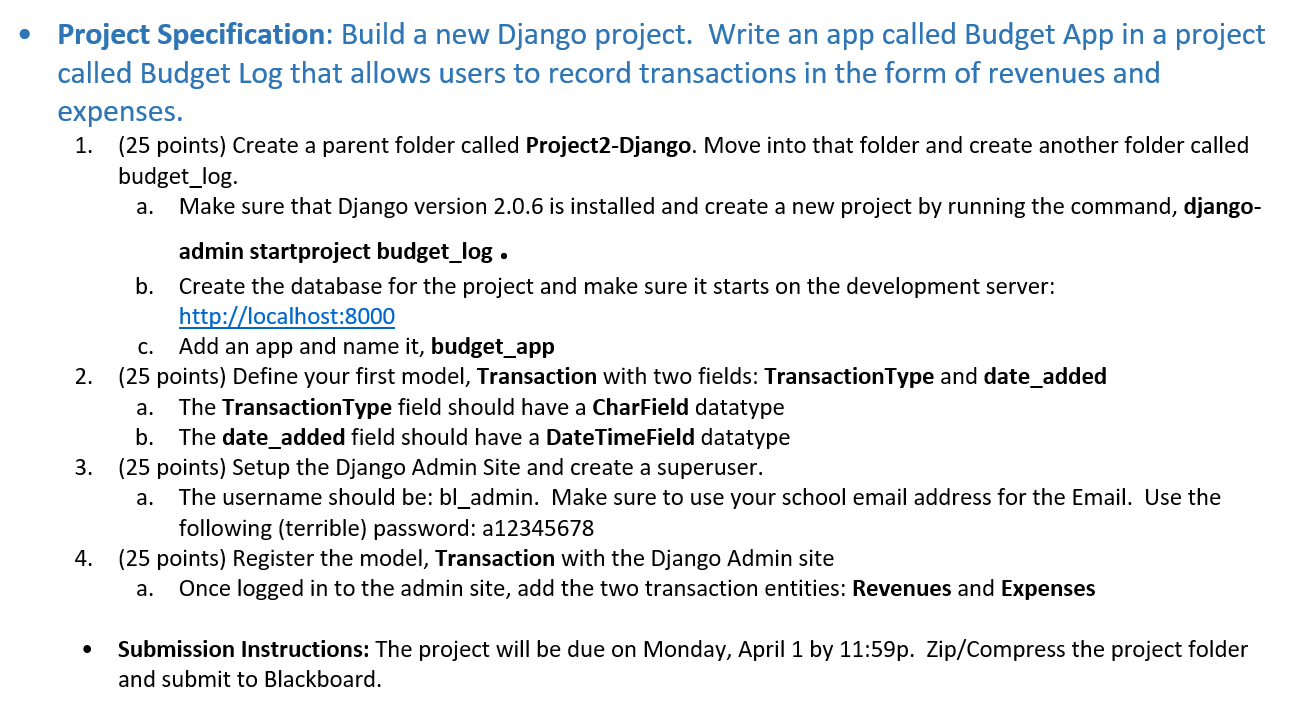 • Project Specification: Build a new Django project.  Write an app called Budget App in a project
called Budget Log that allows users to record transactions in the form of revenues and
expenses.
1. (25 points) Create a parent folder called Project2-Django. Move into that folder and create another folder called
budget_log.
a. Make sure that Django version 2.0.6 is installed and create a new project by running the command, django-
admin startproject budget_log .
b. Create the database for the project and make sure it starts on the development server:
http://localhost:8000
c. Add an app and name it, budget_app
2. (25 points) Define your first model, Transaction with two fields: TransactionType and date_added
a. The TransactionType field should have a CharField datatype
b. The date_added field should have a DateTimeField datatype
3. (25 points) Setup the Django Admin Site and create a superuser.
a. The username should be: bl_admin.  Make sure to use your school email address for the Email.  Use the
following (terrible) password: a12345678
4. (25 points) Register the model, Transaction with the Django Admin site
a. Once logged in to the admin site, add the two transaction entities: Revenues and Expenses
• Submission Instructions: The project will be due on Monday, April 1 by 11:59p.  Zip/Compress the project folder
and submit to Blackboard.